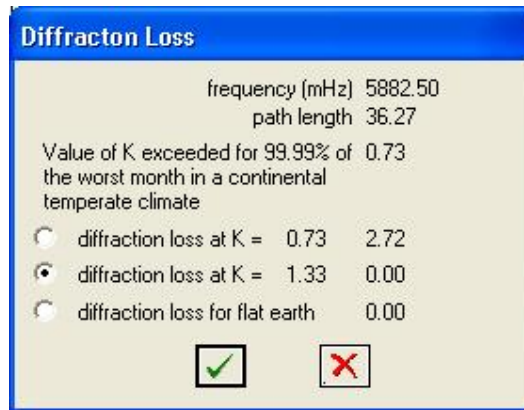 Diffracton Loss
frequency (mHz) 5882.50
path length 36.27
Value of K exceeded for 99.99% of 0.73
the worst month in a continental
temperate climate
diffraction loss at K = 0.73 2.72
diffraction loss at K = 1.33 0.00
diffraction loss for flat earth 0.00